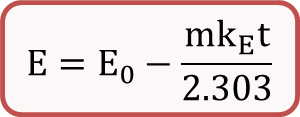 E = E₀ − mk_Et / 2.303